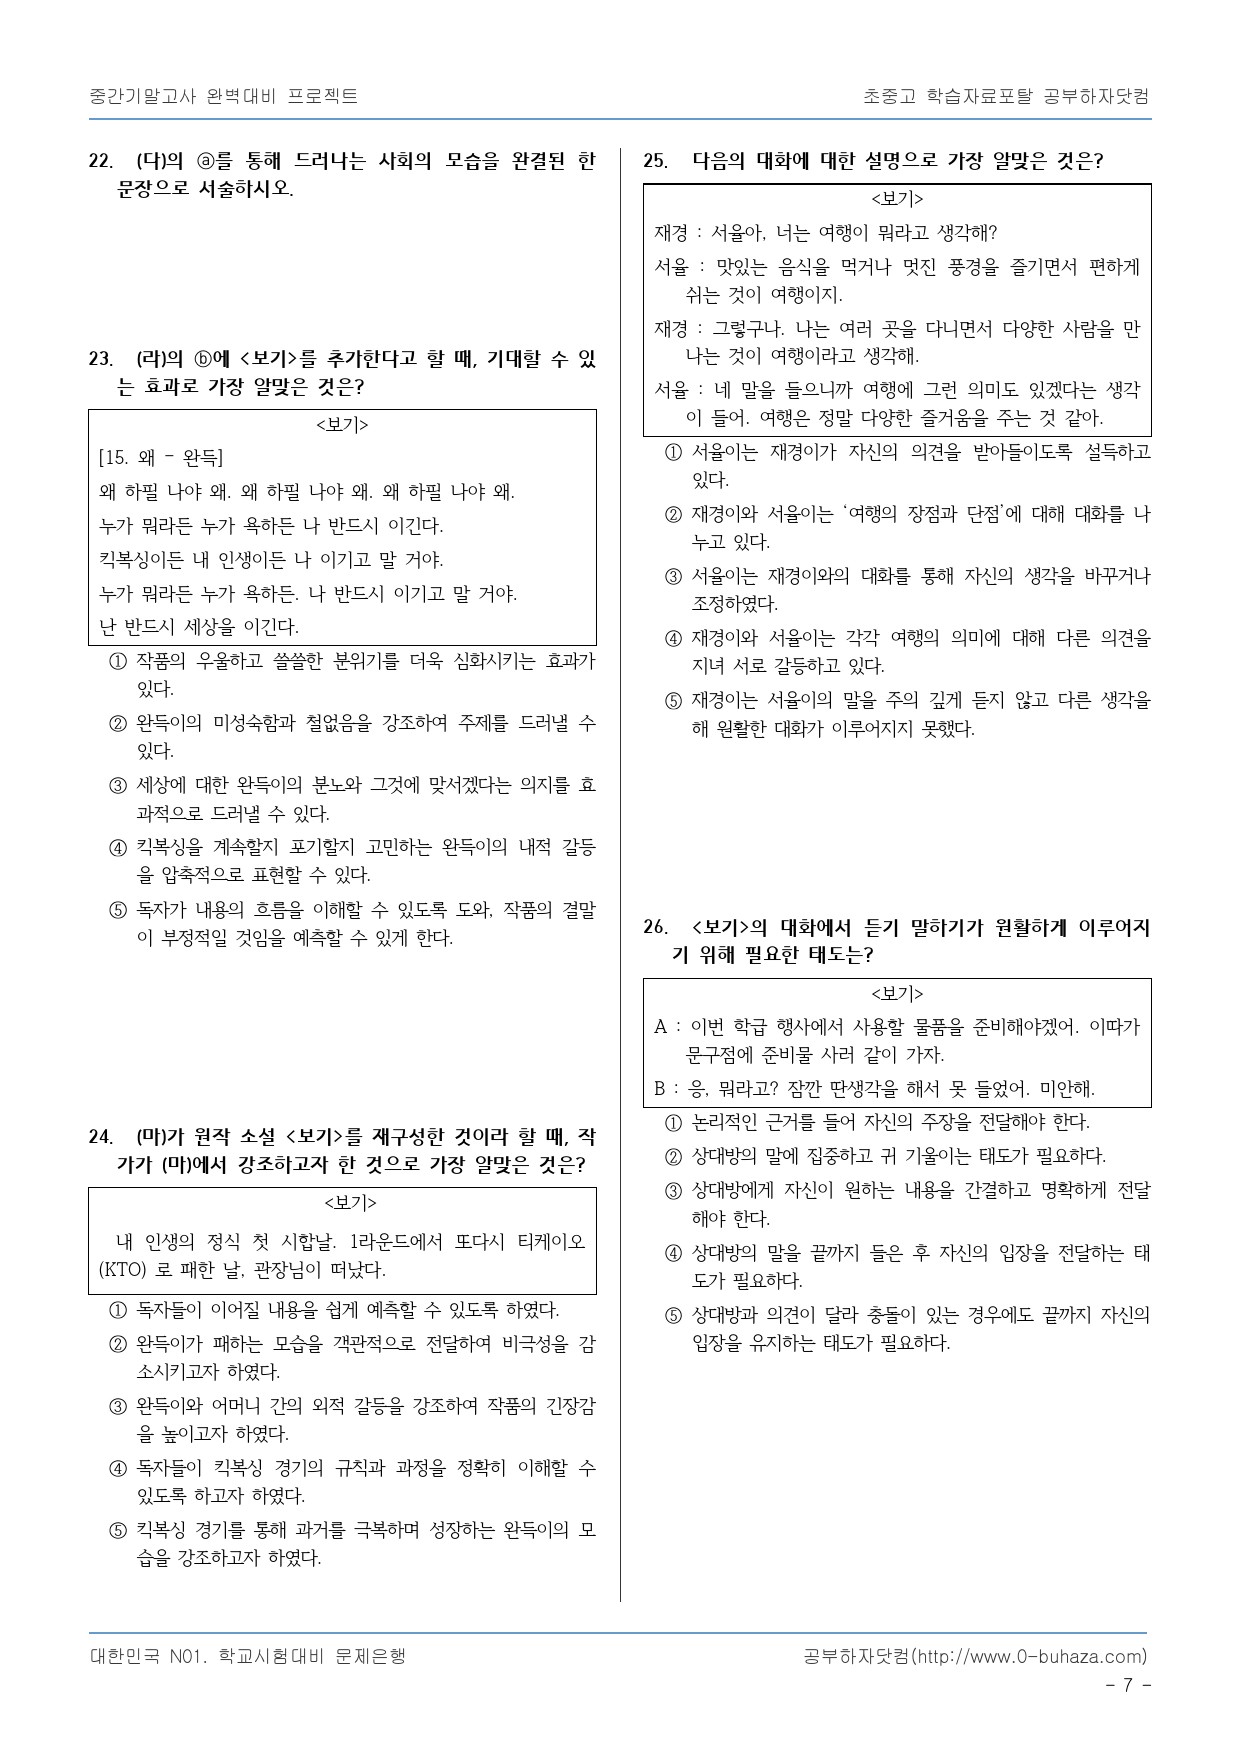 중간기말고사 완벽대비 프로젝트
초중고 학습자료포탈 공부하자닷컴
22. (다)의 ⓐ를 통해 드러나는 사회의 모습을 완결된 한
문장으로 서술하시오.
23. (라)의 ⓑ에 <보기>를 추가한다고 할 때, 기대할 수 있
는 효과로 가장 알맞은 것은?
<보기>
[15. 왜 - 완득]
왜 하필 나야 왜. 왜 하필 나야 왜. 왜 하필 나야 왜.
누가 뭐라든 누가 욕하든 나 반드시 이긴다.
킥복싱이든 내 인생이든 나 이기고 말 거야.
누가 뭐라든 누가 욕하든. 나 반드시 이기고 말 거야.
난 반드시 세상을 이긴다.
① 작품의 우울하고 쓸쓸한 분위기를 더욱 심화시키는 효과가
있다.
② 완득이의 미성숙함과 철없음을 강조하여 주제를 드러낼 수
있다.
③ 세상에 대한 완득이의 분노와 그것에 맞서겠다는 의지를 효
과적으로 드러낼 수 있다.
④ 킥복싱을 계속할지 포기할지 고민하는 완득이의 내적 갈등
을 압축적으로 표현할 수 있다.
⑤ 독자가 내용의 흐름을 이해할 수 있도록 도와, 작품의 결말
이 부정적일 것임을 예측할 수 있게 한다.
24. (마)가 원작 소설 <보기>를 재구성한 것이라 할 때, 작
가가 (마)에서 강조하고자 한 것으로 가장 알맞은 것은?
<보기>
내 인생의 정식 첫 시합날. 1라운드에서 또다시 티케이오
(KTO) 로 패한 날, 관장님이 떠났다.
① 독자들이 이어질 내용을 쉽게 예측할 수 있도록 하였다.
② 완득이가 패하는 모습을 객관적으로 전달하여 비극성을 감
소시키고자 하였다.
③ 완득이와 어머니 간의 외적 갈등을 강조하여 작품의 긴장감
을 높이고자 하였다.
④ 독자들이 킥복싱 경기의 규칙과 과정을 정확히 이해할 수
있도록 하고자 하였다.
⑤ 킥복싱 경기를 통해 과거를 극복하며 성장하는 완득이의 모
습을 강조하고자 하였다.
25. 다음의 대화에 대한 설명으로 가장 알맞은 것은?
<보기>
재경 : 서율아, 너는 여행이 뭐라고 생각해?
서율 : 맛있는 음식을 먹거나 멋진 풍경을 즐기면서 편하게
쉬는 것이 여행이지.
재경 : 그렇구나. 나는 여러 곳을 다니면서 다양한 사람을 만
나는 것이 여행이라고 생각해.
서율 : 네 말을 들으니까 여행에 그런 의미도 있겠다는 생각
이 들어. 여행은 정말 다양한 즐거움을 주는 것 같아.
① 서율이는 재경이가 자신의 의견을 받아들이도록 설득하고
있다.
② 재경이와 서율이는 ‘여행의 장점과 단점’에 대해 대화를 나
누고 있다.
③ 서율이는 재경이와의 대화를 통해 자신의 생각을 바꾸거나
조정하였다.
④ 재경이와 서율이는 각각 여행의 의미에 대해 다른 의견을
지녀 서로 갈등하고 있다.
⑤ 재경이는 서율이의 말을 주의 깊게 듣지 않고 다른 생각을
해 원활한 대화가 이루어지지 못했다.
26. <보기>의 대화에서 듣기 말하기가 원활하게 이루어지
기 위해 필요한 태도는?
<보기>
A : 이번 학급 행사에서 사용할 물품을 준비해야겠어. 이따가
문구점에 준비물 사러 같이 가자.
B : 응, 뭐라고? 잠깐 딴생각을 해서 못 들었어. 미안해.
① 논리적인 근거를 들어 자신의 주장을 전달해야 한다.
② 상대방의 말에 집중하고 귀 기울이는 태도가 필요하다.
③ 상대방에게 자신이 원하는 내용을 간결하고 명확하게 전달
해야 한다.
④ 상대방의 말을 끝까지 들은 후 자신의 입장을 전달하는 태
도가 필요하다.
⑤ 상대방과 의견이 달라 충돌이 있는 경우에도 끝까지 자신의
입장을 유지하는 태도가 필요하다.
대한민국 N01. 학교시험대비 문제은행
공부하자닷컴(http://www.0-buhaza.com)
- 7 -